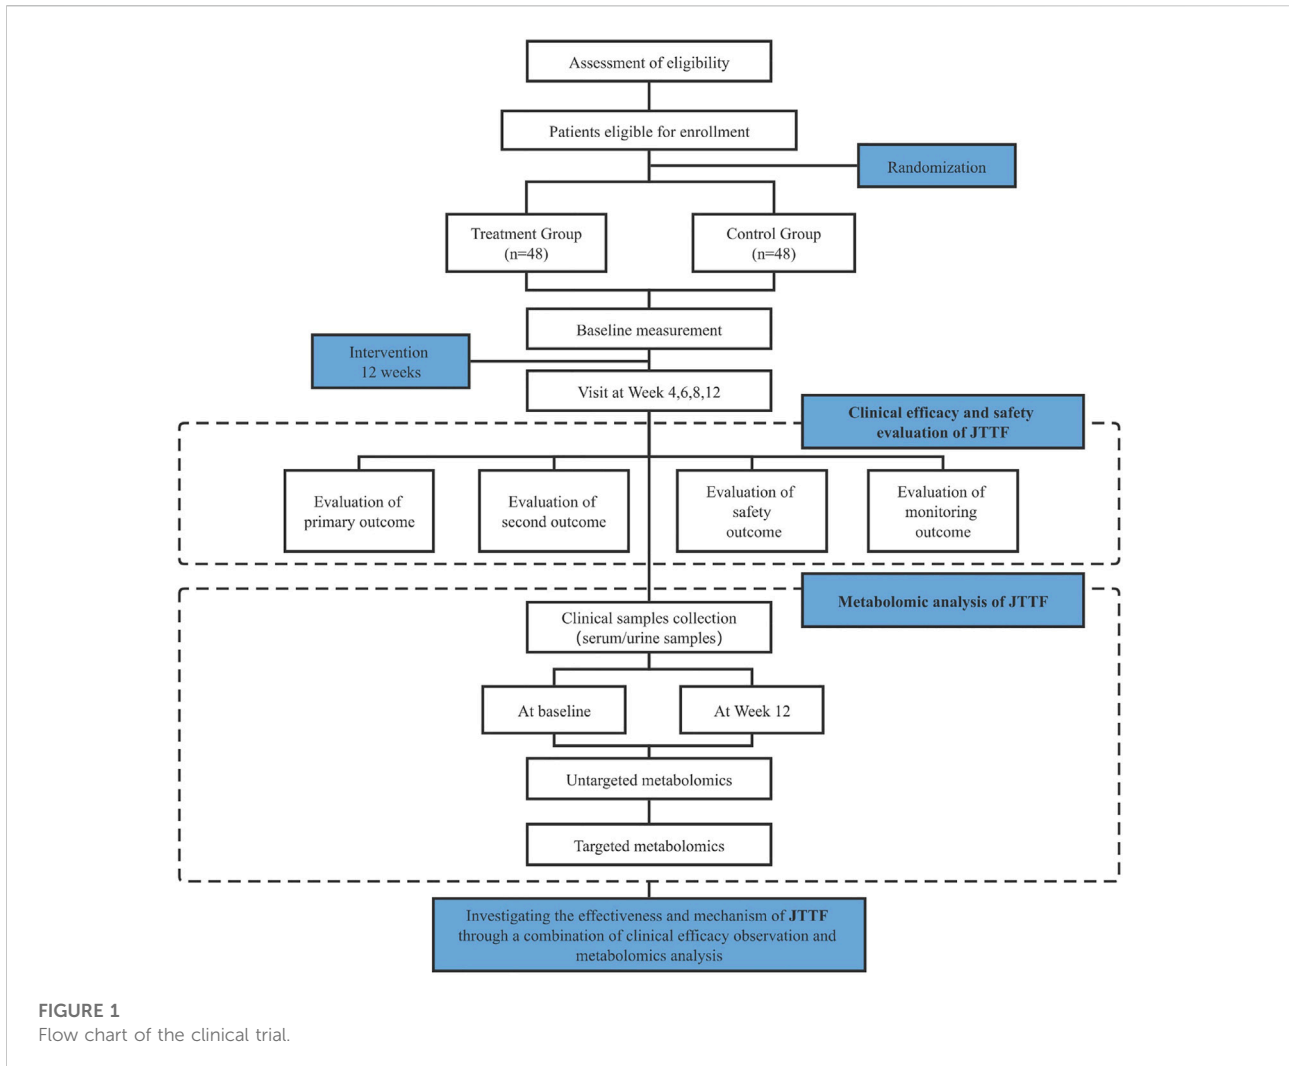 Assessment of eligibility
Patients eligible for enrollment
Randomization
Treatment Group
(n=48)
Control Group
(n=48)
Baseline measurement
Intervention
12 weeks
Visit at Week 4,6,8,12
Clinical efficacy and safety
evaluation of JTTF
Evaluation of
primary outcome
Evaluation of
second outcome
Evaluation of
safety
outcome
Evaluation of
monitoring
outcome
Metabolomic analysis of JTTF
Clinical samples collection
(serum/urine samples)
At baseline
At Week 12
Untargeted metabolomics
Targeted metabolomics
Investigating the effectiveness and mechanism of JTTF
through a combination of clinical efficacy observation and
metabolomics analysis
FIGURE 1
Flow chart of the clinical trial.